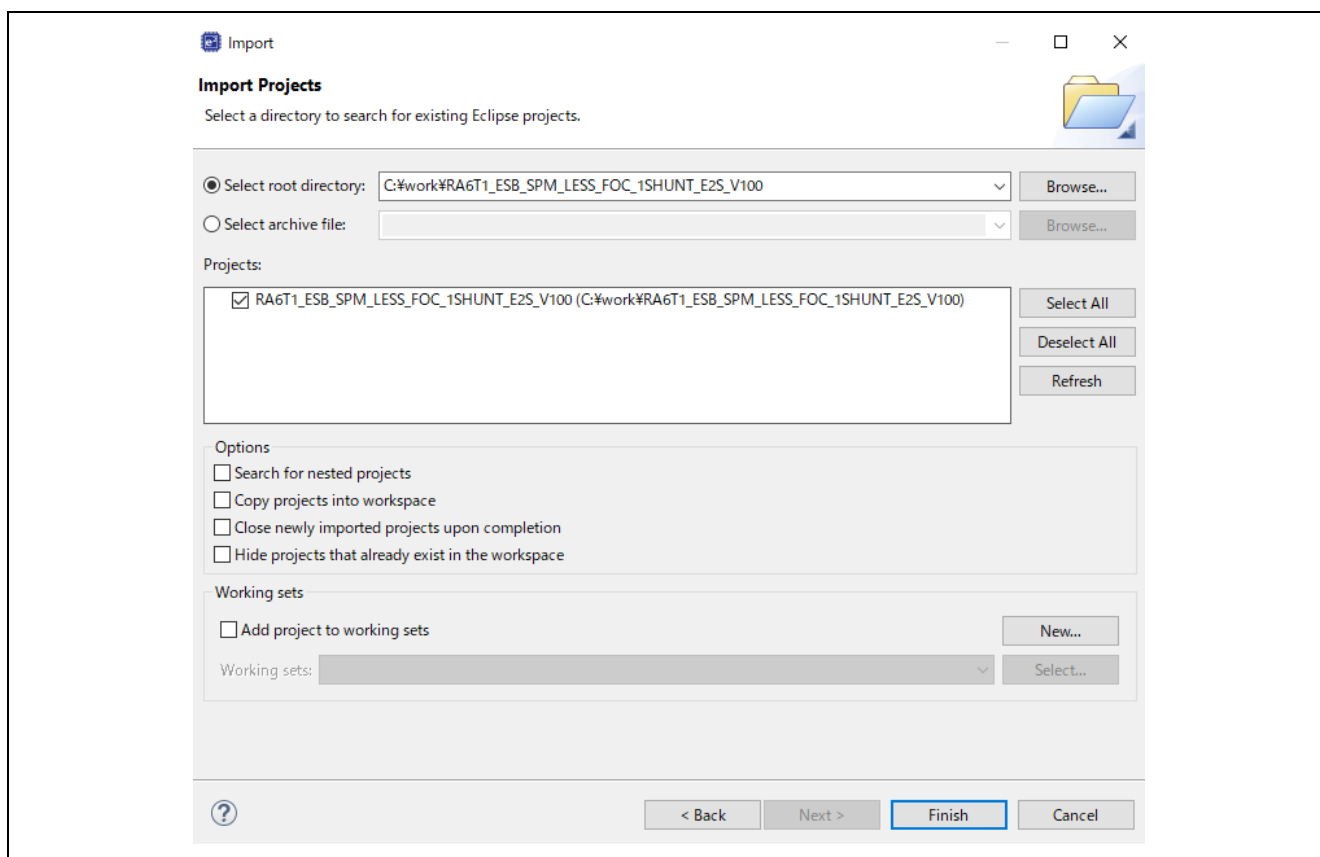 Import
Import Projects
Select a directory to search for existing Eclipse projects.
Select root directory: C:¥work¥RA6T1_ESB_SPM_LESS_FOC_1SHUNT_E2S_V100 Browse...
Select archive file: Browse...
Projects:
RA6T1_ESB_SPM_LESS_FOC_1SHUNT_E2S_V100 (C:¥work¥RA6T1_ESB_SPM_LESS_FOC_1SHUNT_E2S_V100)
Select All
Deselect All
Refresh
Options
Search for nested projects
Copy projects into workspace
Close newly imported projects upon completion
Hide projects that already exist in the workspace
Working sets
Add project to working sets New...
Working sets: Select...
? < Back Next > Finish Cancel